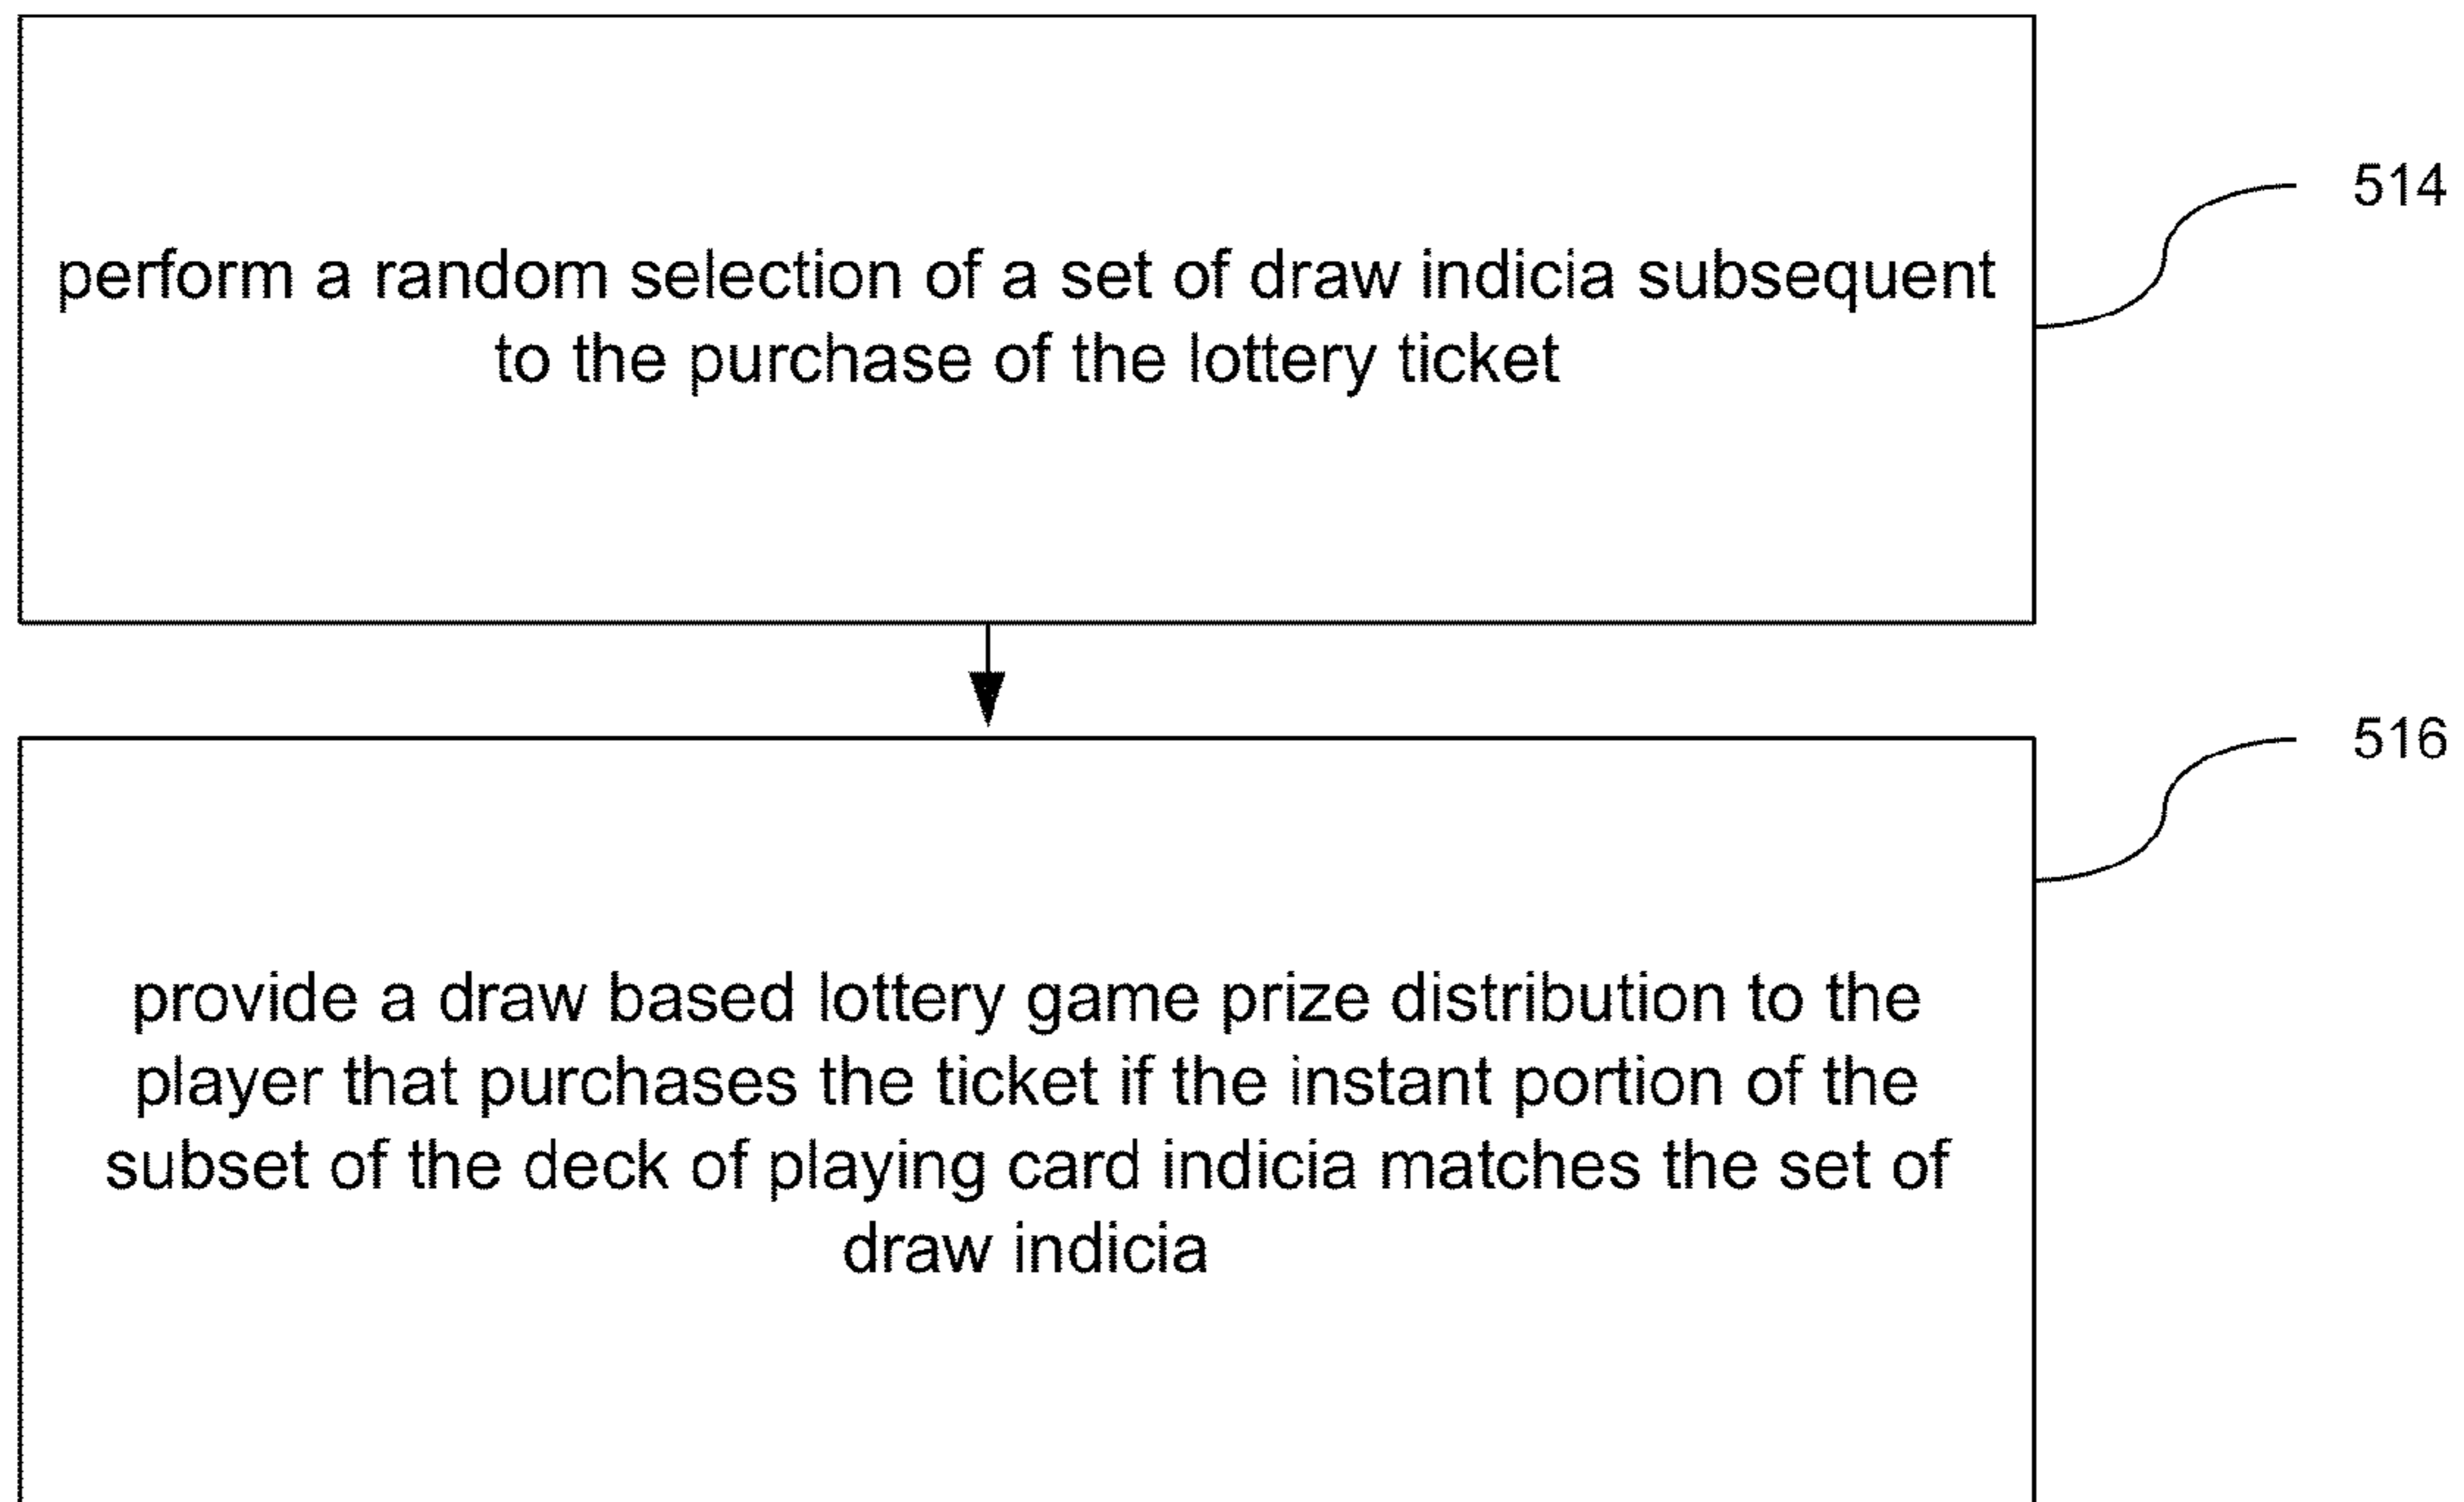 perform a random selection of a set of draw indicia subsequent
to the purchase of the lottery ticket
514
provide a draw based lottery game prize distribution to the
player that purchases the ticket if the instant portion of the
subset of the deck of playing card indicia matches the set of
draw indicia
516